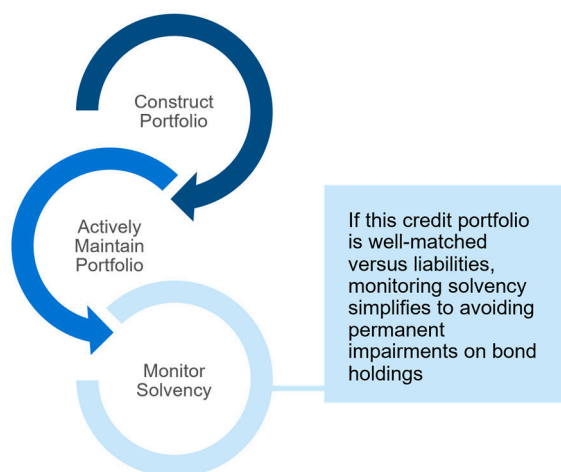 Construct
Portfolio
Actively
Maintain
Portfolio
Monitor
Solvency
If this credit portfolio
is well-matched
versus liabilities,
monitoring solvency
simplifies to avoiding
permanent
impairments on bond
holdings